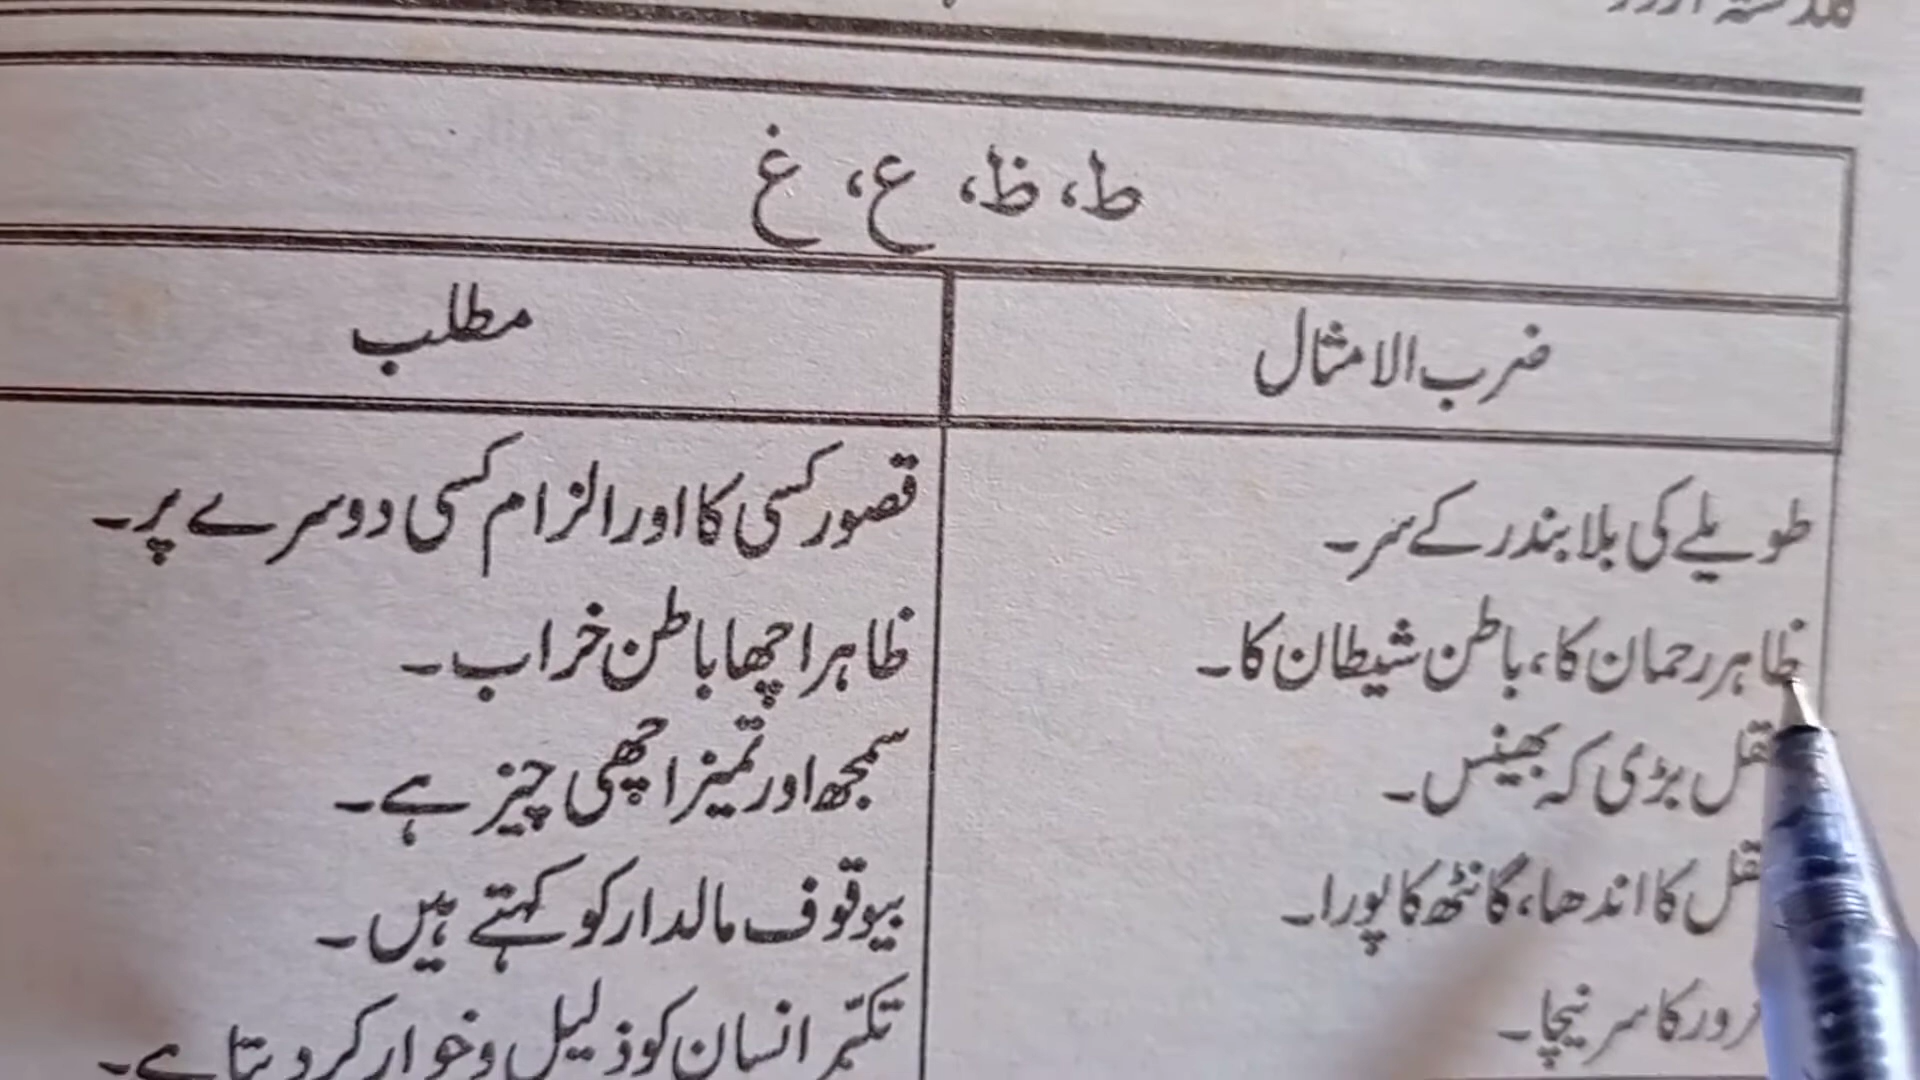 ط، ظ، ع، غ
ضرب الامثال	مطلب
طویلے کی بلا بندر کے سر۔	قصور کسی کا اور الزام کسی دوسرے پر۔
ظاہر رحمان کا، باطن شیطان کا۔	ظاہر اچھا باطن خراب۔
بڑی کہ بھینس۔	سمجھ اور تمیز اچھی چیز ہے۔
کا اندھا، گانٹھ کا پورا۔	بیوقوف مالدار کو کہتے ہیں۔
کا سر نیچا۔	تکبّر انسان کو ذلیل و خوار کر دیتا ہے۔